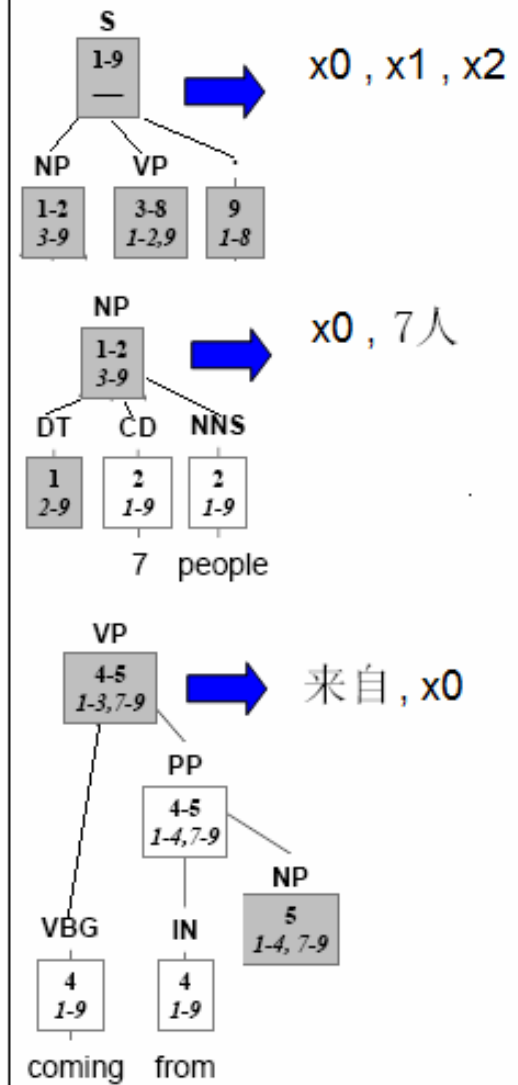 S
1-9
—
x0 , x1 , x2
NP VP .
1-2 3-8 9
3-9 1-2,9 1-8
NP
1-2
3-9
x0 , 7人
DT CD NNS
1 2 2
2-9 1-9 1-9
7 people
VP
4-5
1-3,7-9
来自 , x0
PP
4-5
1-4,7-9
NP
5
1-4, 7-9
VBG IN
4 4
1-9 1-9
coming from